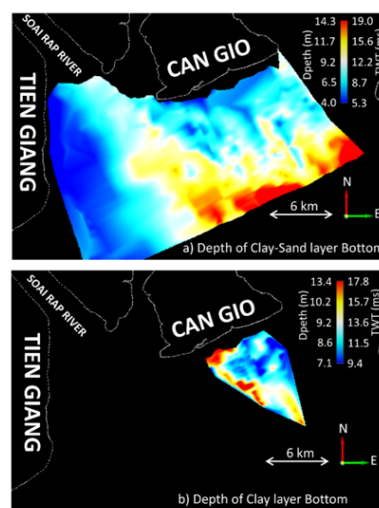 SOAI RAP RIVER
CAN GIO
TIEN GIANG
14.3
11.7
9.2
6.6
4.0
Dpeth (m)
19.0
15.6
12.2
8.7
5.3
TWT (ms)
6 km
N
E
a) Depth of Clay-Sand layer Bottom
SOAI RAP RIVER
CAN GIO
TIEN GIANG
13.4
11.8
10.2
8.6
7.1
Dpeth (m)
17.8
15.7
13.6
11.5
9.4
TWT (ms)
6 km
N
E
b) Depth of Clay layer Bottom